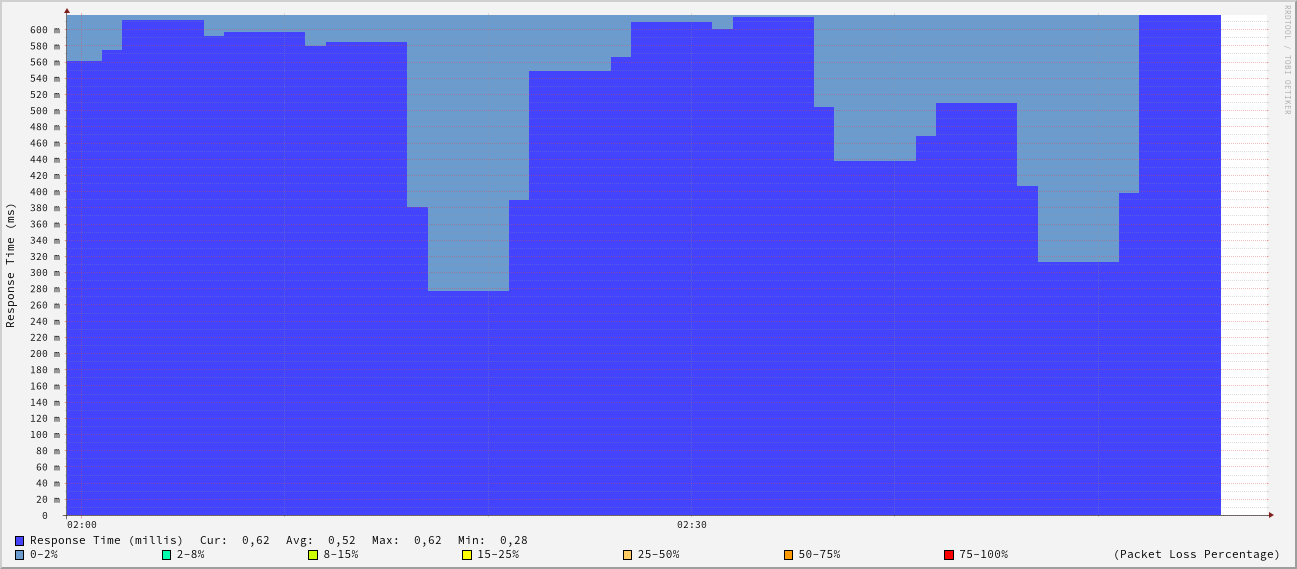 RRDTOOL / TOBI OETIKER
Response Time (ms)
600 m
580 m
560 m
540 m
520 m
500 m
480 m
460 m
440 m
420 m
400 m
380 m
360 m
340 m
320 m
300 m
280 m
260 m
240 m
220 m
200 m
180 m
160 m
140 m
120 m
100 m
80 m
60 m
40 m
20 m
0
02:00 02:30
Response Time (millis) Cur: 0,62 Avg: 0,52 Max: 0,62 Min: 0,28
0-2% 2-8% 8-15% 15-25% 25-50% 50-75% 75-100% (Packet Loss Percentage)